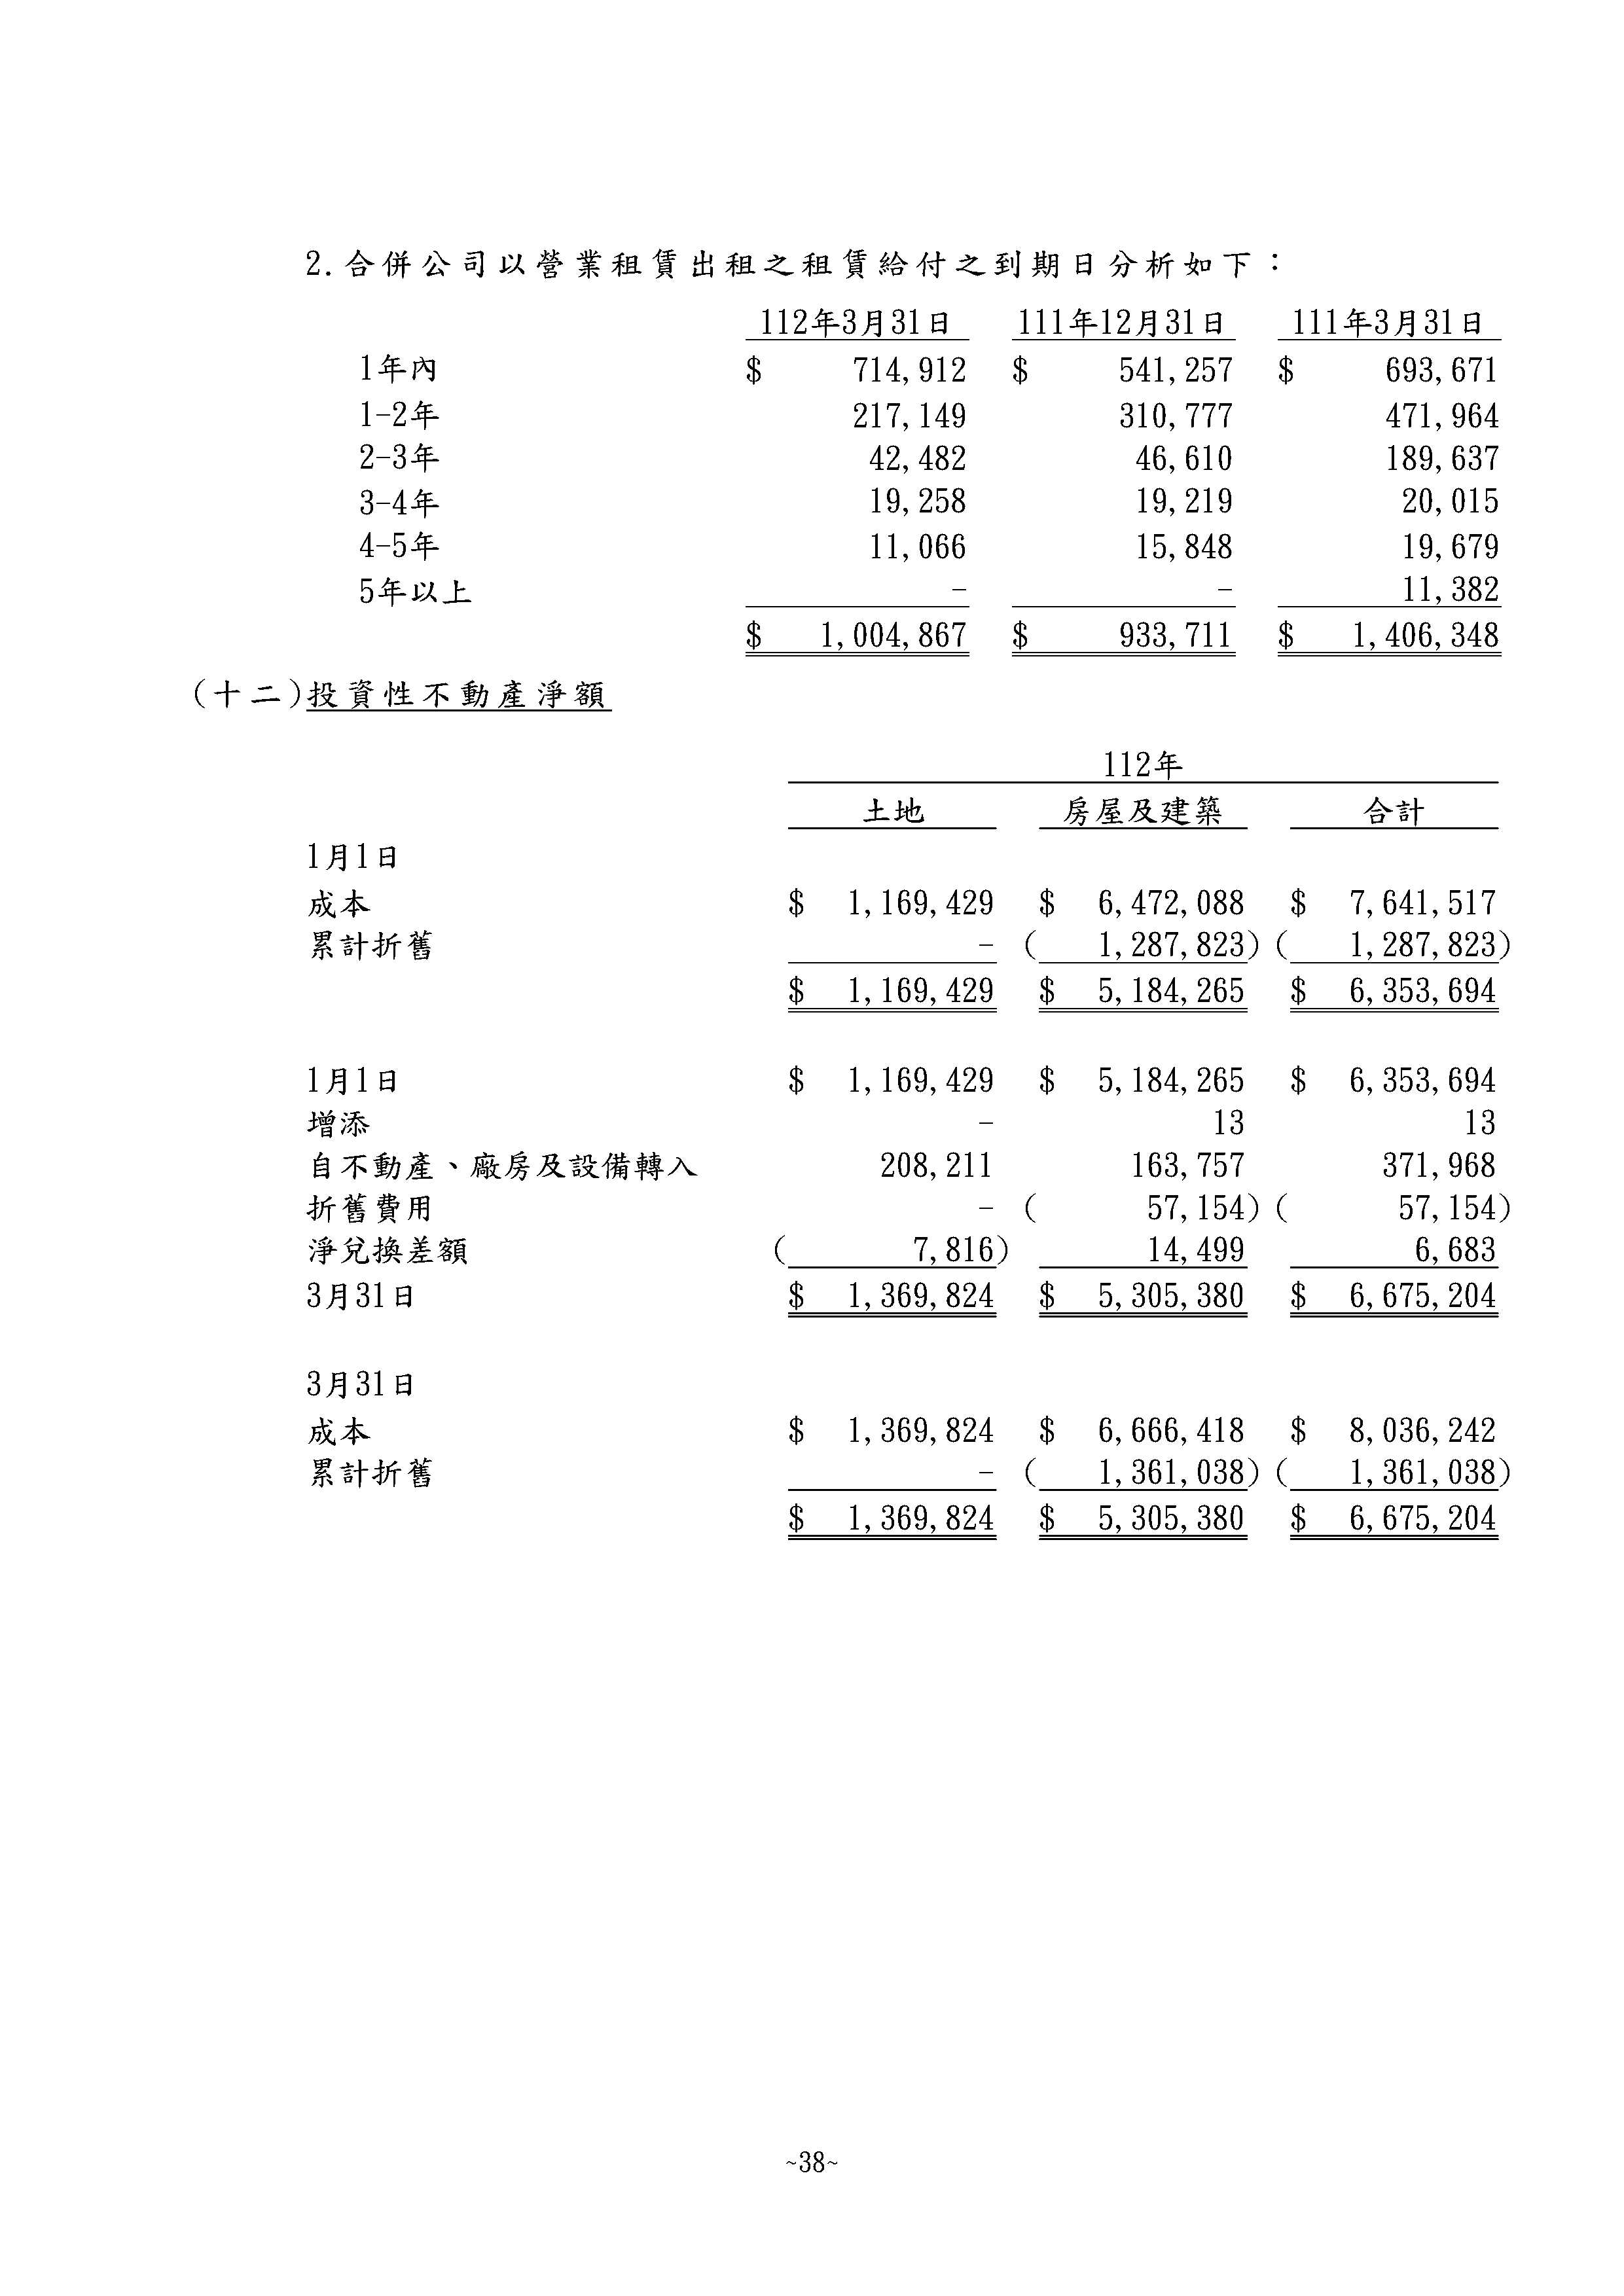 2.合併公司以營業租賃出租之租賃給付之到期日分析如下：
112年3月31日 111年12月31日 111年3月31日
1年內 $ 714,912 $ 541,257 $ 693,671
1-2年 217,149 310,777 471,964
2-3年 42,482 46,610 189,637
3-4年 19,258 19,219 20,015
4-5年 11,066 15,848 19,679
5年以上 - - 11,382
$ 1,004,867 $ 933,711 $ 1,406,348
(十二)投資性不動產淨額
112年
土地 房屋及建築 合計
1月1日
成本 $ 1,169,429 $ 6,472,088 $ 7,641,517
累計折舊 - ( 1,287,823) ( 1,287,823)
$ 1,169,429 $ 5,184,265 $ 6,353,694
1月1日 $ 1,169,429 $ 5,184,265 $ 6,353,694
增添 - 13 13
自不動產、廠房及設備轉入 208,211 163,757 371,968
折舊費用 - ( 57,154) ( 57,154)
淨兌換差額 ( 7,816) 14,499 6,683
3月31日 $ 1,369,824 $ 5,305,380 $ 6,675,204
3月31日
成本 $ 1,369,824 $ 6,666,418 $ 8,036,242
累計折舊 - ( 1,361,038) ( 1,361,038)
$ 1,369,824 $ 5,305,380 $ 6,675,204
~38~